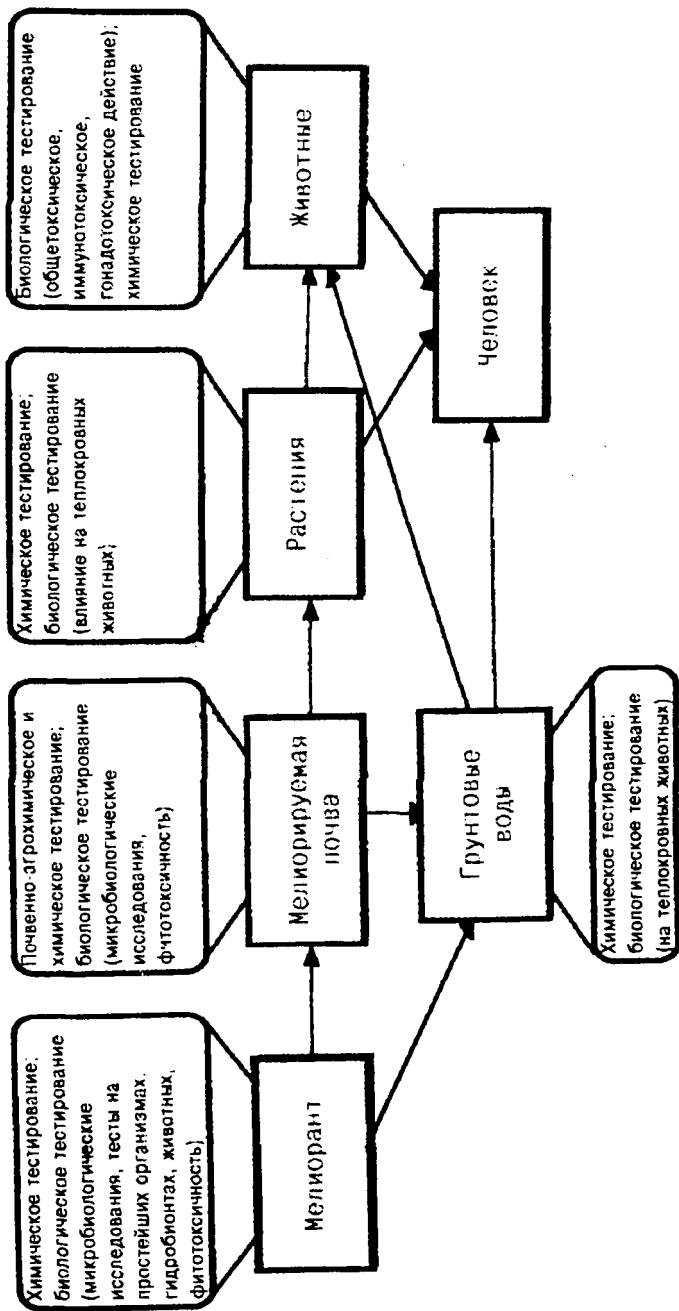 Химическое тестирование;
биологическое тестирование
(микробиологические
исследования, тесты на
простейших организмах.
гидробионтах, животных,
фитотоксичность)
Мелиорант
Почвенно-агрохимическое и
химическое тестирование;
биологическое тестирование
(микробиологические
исследования,
фитотоксичность)
Мелиорируемая
почва
Химическое тестирование;
биологическое тестирование
(влияние на теплокровных
животных)
Растения
Биологическое тестирование
(общетоксическое,
иммунотоксическое,
гонадотоксическое действие);
химическое тестирование
Животные
Грунтовые
воды
Человек
Химическое тестирование;
биологическое тестирование
(на теплокровных животных)